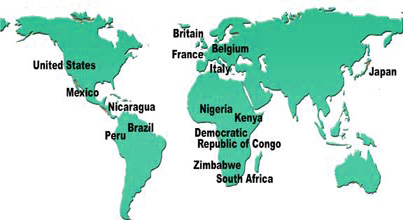 Britain
France
Belgium
United States
Italy
Japan
Mexico
Nicaragua
Nigeria
Kenya
Brazil
Peru
Democratic
Republic of Congo
Zimbabwe
South Africa